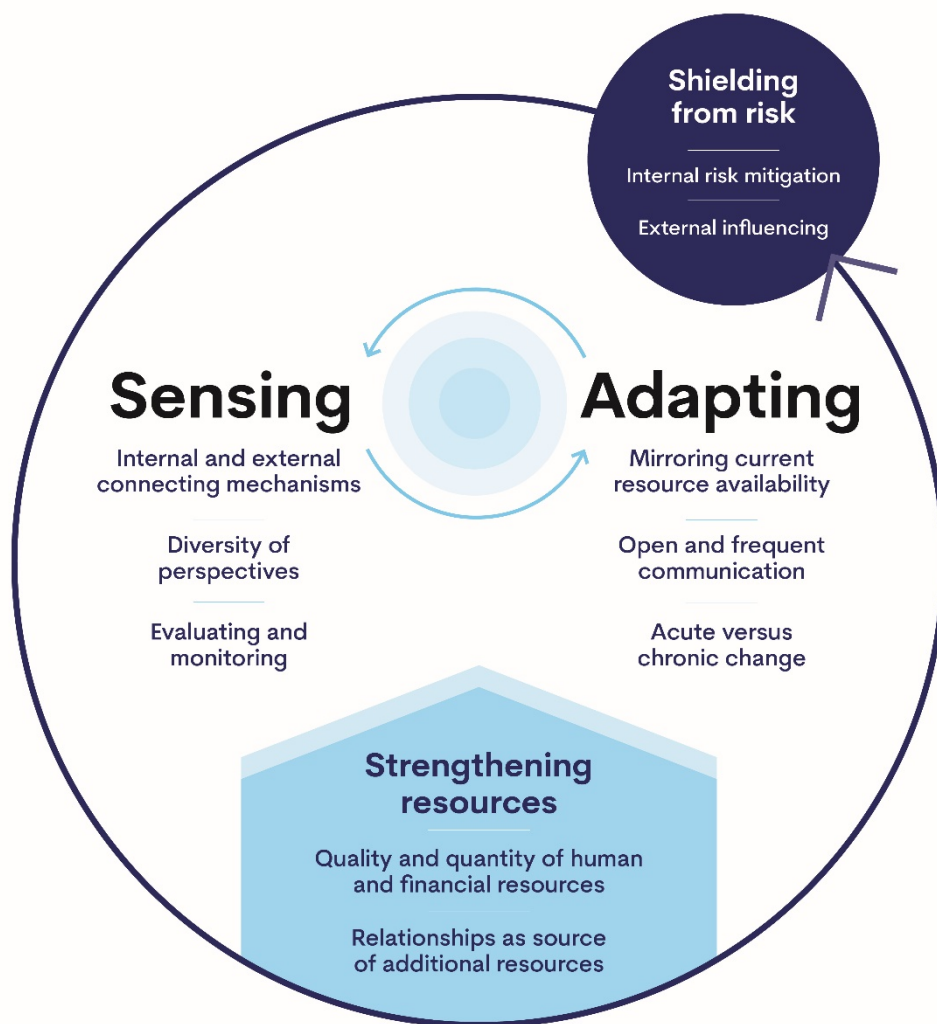 Shielding
from risk
Internal risk mitigation
External influencing
Sensing
Internal and external
connecting mechanisms
Diversity of
perspectives
Evaluating and
monitoring
Adapting
Mirroring current
resource availability
Open and frequent
communication
Acute versus
chronic change
Strengthening
resources
Quality and quantity of human
and financial resources
Relationships as source
of additional resources